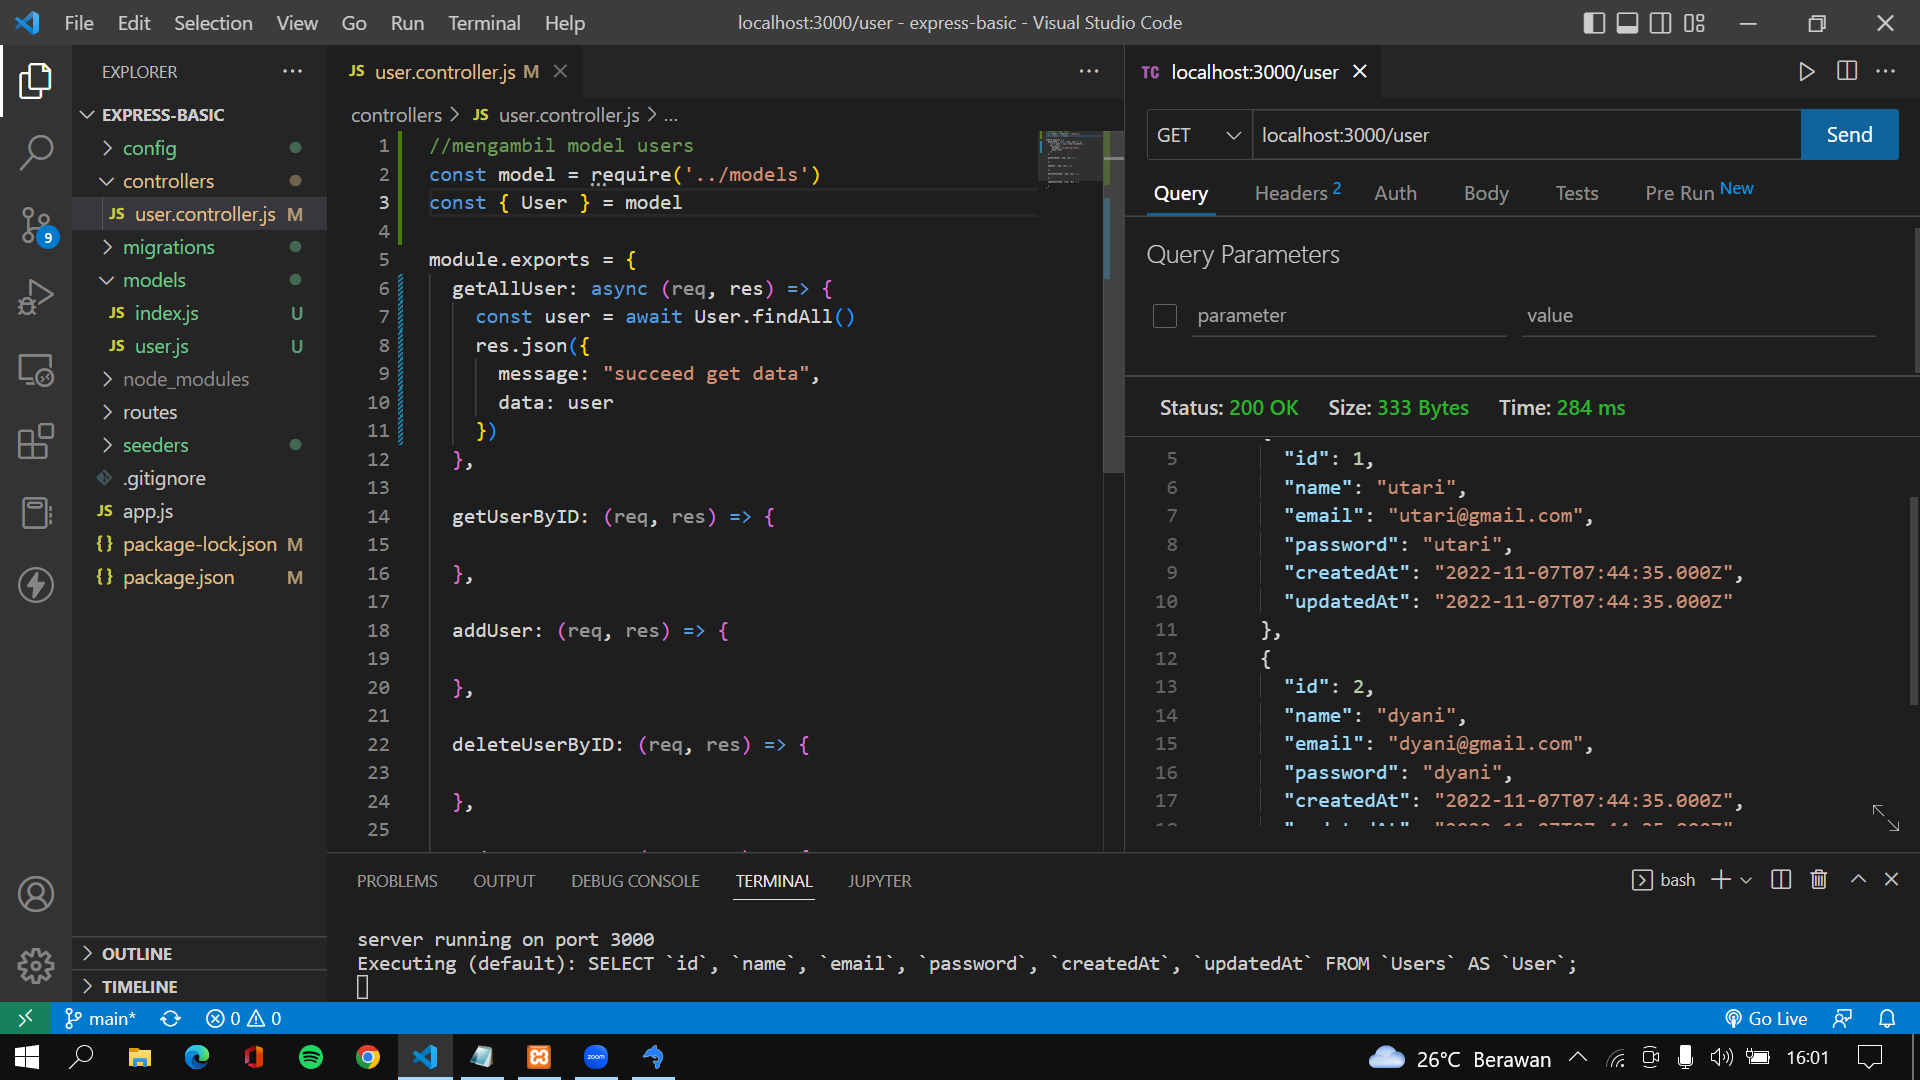 File Edit Selection View Go Run Terminal Help
localhost:3000/user - express-basic - Visual Studio Code
EXPLORER
EXPRESS-BASIC
config
controllers
JS user.controller.js M
migrations
models
JS index.js U
JS user.js U
node_modules
routes
seeders
.gitignore
JS app.js
{} package-lock.json M
{} package.json M
OUTLINE
TIMELINE
9
JS user.controller.js M
controllers > JS user.controller.js > ...
1 //mengambil model users
2 const model = require('../models')
3 const { User } = model
4
5 module.exports = {
6 getAllUser: async (req, res) => {
7 const user = await User.findAll()
8 res.json({
9 message: "succeed get data",
10 data: user
11 })
12 },
13
14 getUserByID: (req, res) => {
15
16 },
17
18 addUser: (req, res) => {
19
20 },
21
22 deleteUserByID: (req, res) => {
23
24 },
25
TC localhost:3000/user
GET localhost:3000/user Send
Query Headers 2 Auth Body Tests Pre Run New
Query Parameters
parameter value
Status: 200 OK Size: 333 Bytes Time: 284 ms
5 "id": 1,
6 "name": "utari",
7 "email": "utari@gmail.com",
8 "password": "utari",
9 "createdAt": "2022-11-07T07:44:35.000Z",
10 "updatedAt": "2022-11-07T07:44:35.000Z"
11 },
12 {
13 "id": 2,
14 "name": "dyani",
15 "email": "dyani@gmail.com",
16 "password": "dyani",
17 "createdAt": "2022-11-07T07:44:35.000Z",
PROBLEMS OUTPUT DEBUG CONSOLE TERMINAL JUPYTER
bash
server running on port 3000
Executing (default): SELECT `id`, `name`, `email`, `password`, `createdAt`, `updatedAt` FROM `Users` AS `User`;
main* 0 0
Go Live
zoom
26°C Berawan 16:01